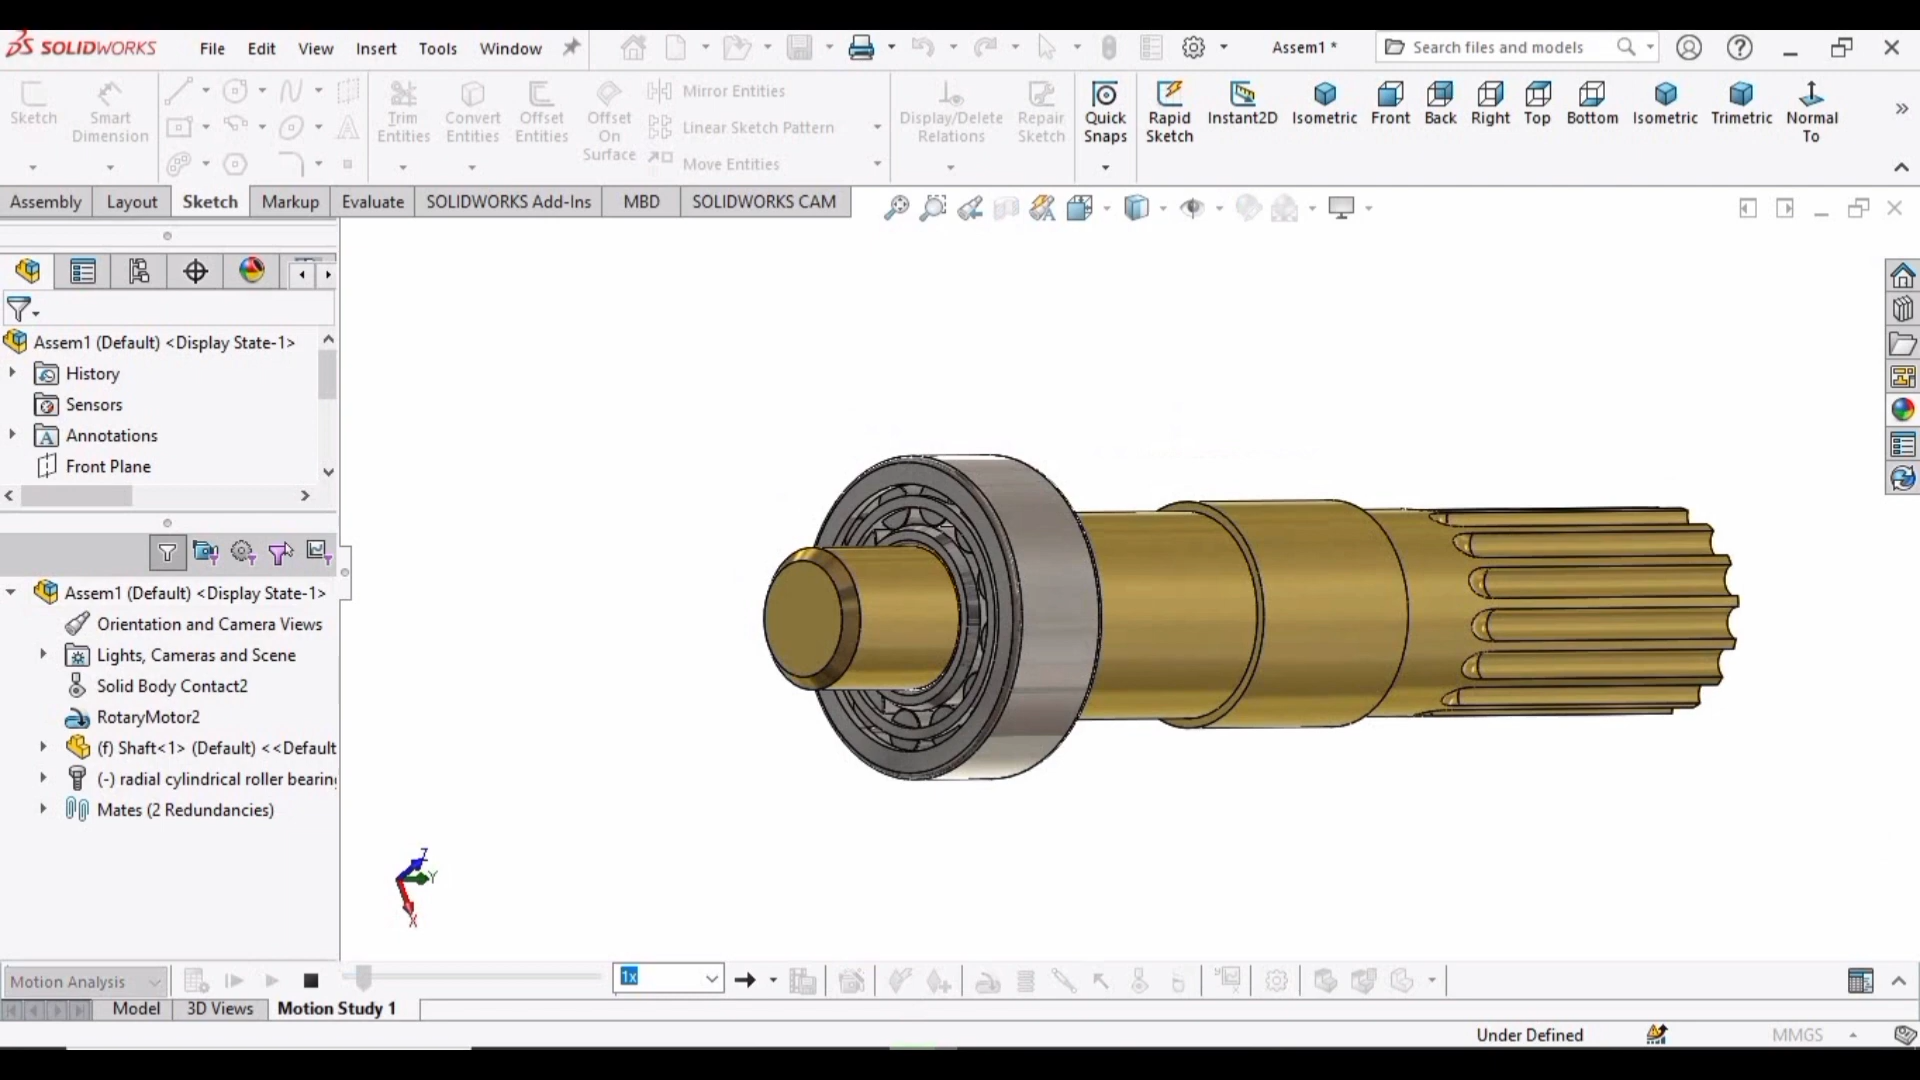 SOLIDWORKS File Edit View Insert Tools Window Assem1 * Search files and models
Sketch Smart Dimension Trim Entities Convert Entities Offset Entities Offset On Surface Mirror Entities Linear Sketch Pattern Move Entities Display/Delete Relations Repair Sketch Quick Snaps Rapid Sketch Instant2D Isometric Front Back Right Top Bottom Isometric Trimetric Normal To
Assembly Layout Sketch Markup Evaluate SOLIDWORKS Add-Ins MBD SOLIDWORKS CAM
Assem1 (Default) <Display State-1>
History
Sensors
Annotations
Front Plane
Assem1 (Default) <Display State-1>
Orientation and Camera Views
Lights, Cameras and Scene
Solid Body Contact2
RotaryMotor2
(f) Shaft<1> (Default) <<Default
(-) radial cylindrical roller bearin
Mates (2 Redundancies)
Z
Y
X
Motion Analysis 1x
Model 3D Views Motion Study 1
Under Defined MMGS